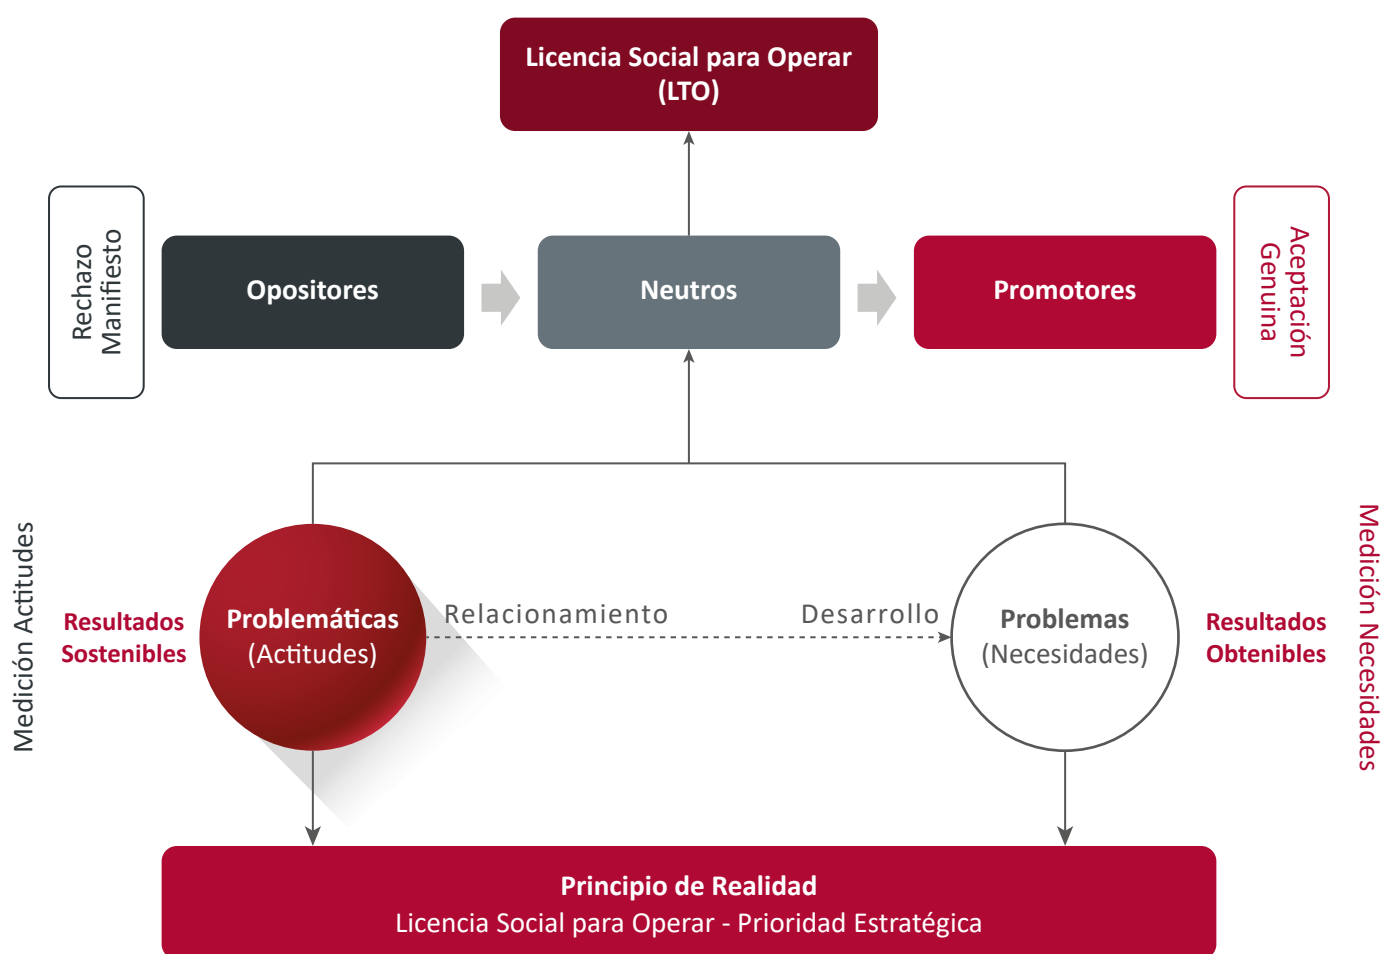 Licencia Social para Operar
(LTO)
Rechazo
Manifiesto
Opositores
Neutros
Promotores
Aceptación
Genuina
Medición Actitudes
Resultados
Sostenibles
Problemáticas
(Actitudes)
Relacionamiento
Desarrollo
Problemas
(Necesidades)
Resultados
Obtenibles
Medición Necesidades
Principio de Realidad
Licencia Social para Operar - Prioridad Estratégica